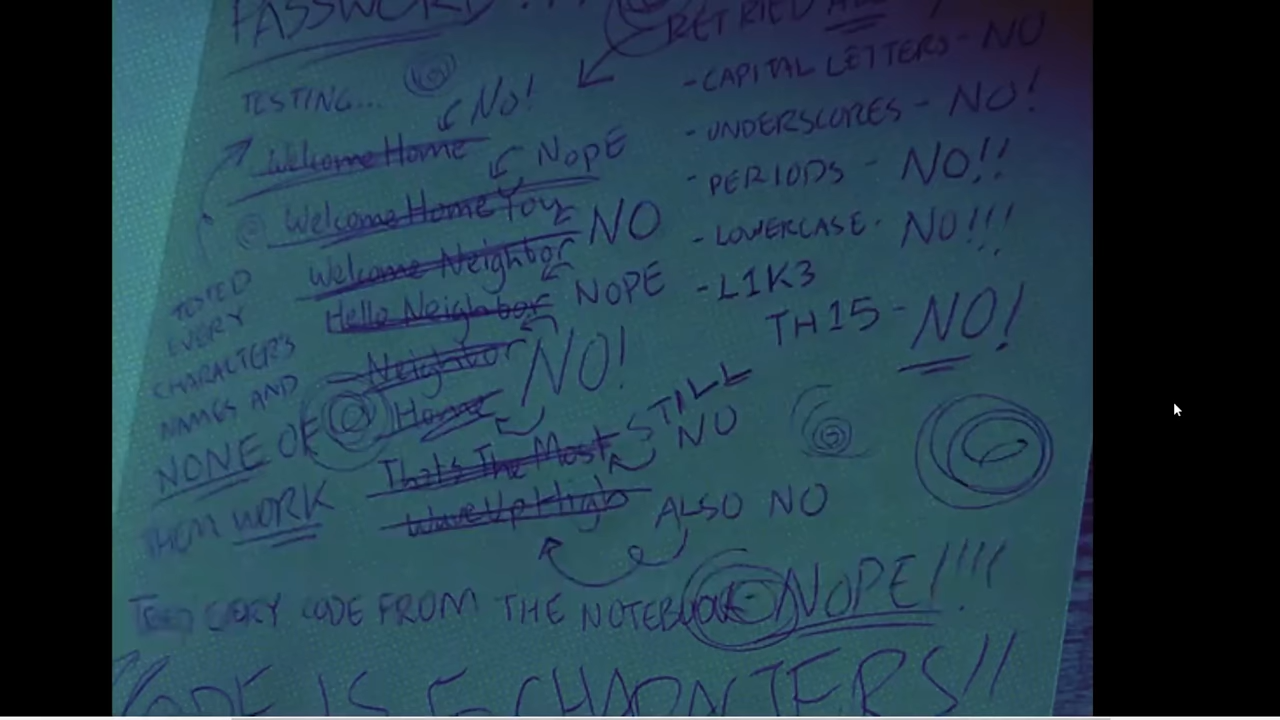 PASSWORD
TESTING...
NO!
Welcome Home
NOPE
Welcome Home You
NO
Welcome Neighbor
NOPE
Hello Neighbor
NO!
Neighbor
Home
STILL
NO
That's The Most
Wave Up High
ALSO NO
TESTED
EVERY
CHARACTERS
NAMES AND
NONE OF
THEM WORK
RETRIED ALL
-CAPITAL LETTERS- NO
-UNDERSCORES - NO!
-PERIODS - NO!!
-LOWERCASE- NO!!!
-L1K3
TH15- NO!
EVERY CODE FROM THE NOTEBOOK- NOPE!!!!
CODE IS 5 CHARACTERS!!